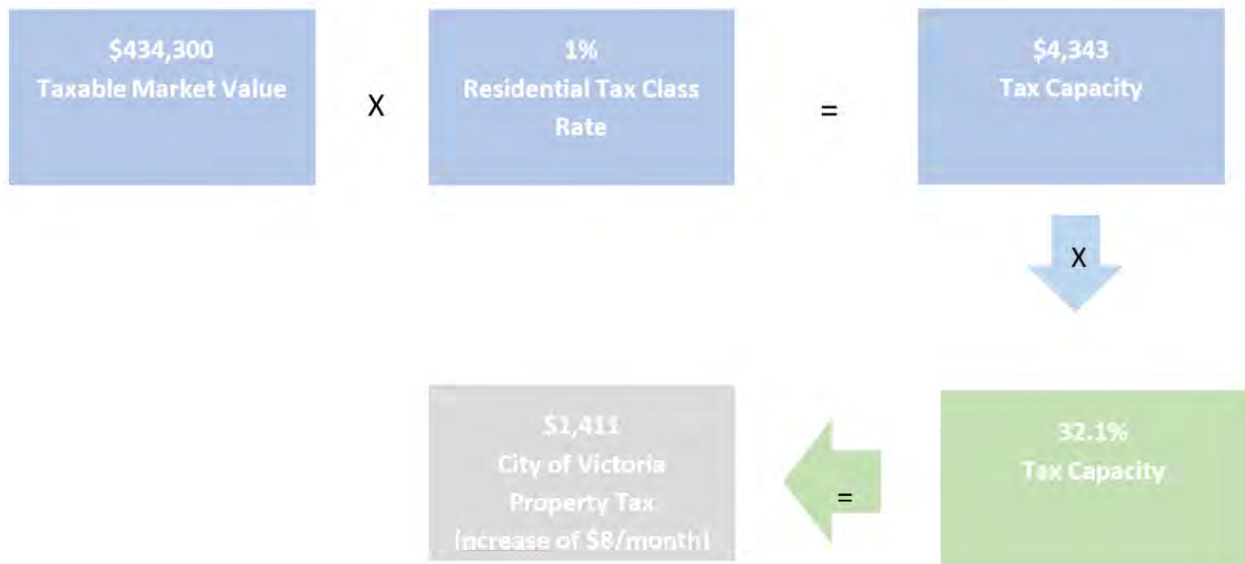 $434,300
Taxable Market Value
X
1%
Residential Tax Class
Rate
=
$4,343
Tax Capacity
X
32.1%
Tax Capacity
=
$1,411
City of Victoria
Property Tax
(increase of $8/month)